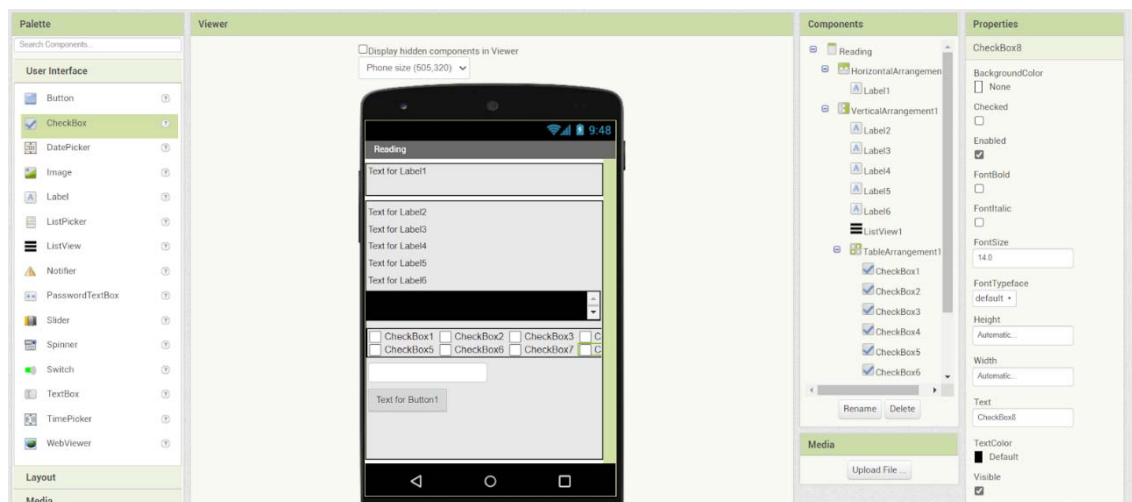 Palette
Search Components...
User Interface
Button
CheckBox
DatePicker
Image
Label
ListPicker
ListView
Notifier
PasswordTextBox
Slider
Spinner
Switch
TextBox
TimePicker
WebViewer
Layout
Media
Viewer
Display hidden components in Viewer
Phone size (505,320)
9:48
Reading
Text for Label1
Text for Label2
Text for Label3
Text for Label4
Text for Label5
Text for Label6
CheckBox1 CheckBox2 CheckBox3 C
CheckBox5 CheckBox6 CheckBox7 C
Text for Button1
Components
Reading
HorizontalArrangemen
Label1
VerticalArrangement1
Label2
Label3
Label4
Label5
Label6
ListView1
TableArrangement1
CheckBox1
CheckBox2
CheckBox3
CheckBox4
CheckBox5
CheckBox6
Rename Delete
Media
Upload File ...
Properties
CheckBox8
BackgroundColor
None
Checked
Enabled
FontBold
FontItalic
FontSize
14.0
FontTypeface
default
Height
Automatic...
Width
Automatic...
Text
CheckBox8
TextColor
Default
Visible